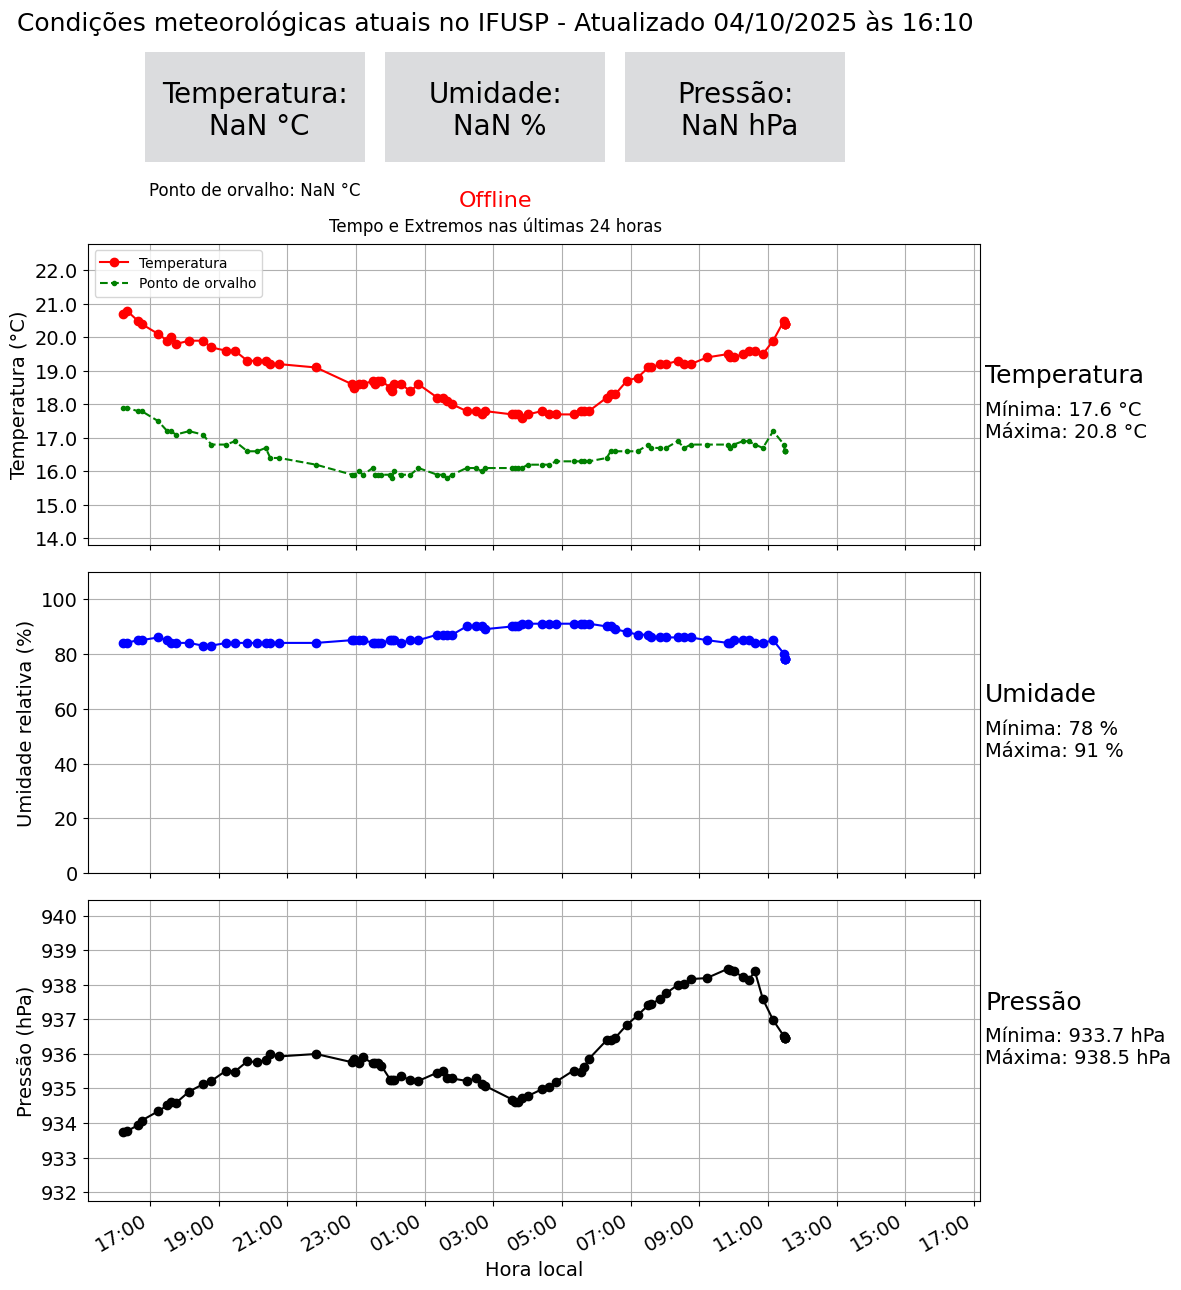 Condições meteorológicas atuais no IFUSP - Atualizado 04/10/2025 às 16:10
Temperatura:
NaN °C
Umidade:
NaN %
Pressão:
NaN hPa
Ponto de orvalho: NaN °C
Offline
Tempo e Extremos nas últimas 24 horas
Temperatura
Ponto de orvalho
Temperatura (°C)
22.0
21.0
20.0
19.0
18.0
17.0
16.0
15.0
14.0
Temperatura
Mínima: 17.6 °C
Máxima: 20.8 °C
Umidade relativa (%)
100
80
60
40
20
0
Umidade
Mínima: 78 %
Máxima: 91 %
Pressão (hPa)
940
939
938
937
936
935
934
933
932
Pressão
Mínima: 933.7 hPa
Máxima: 938.5 hPa
17:00
19:00
21:00
23:00
01:00
03:00
05:00
07:00
09:00
11:00
13:00
15:00
17:00
Hora local